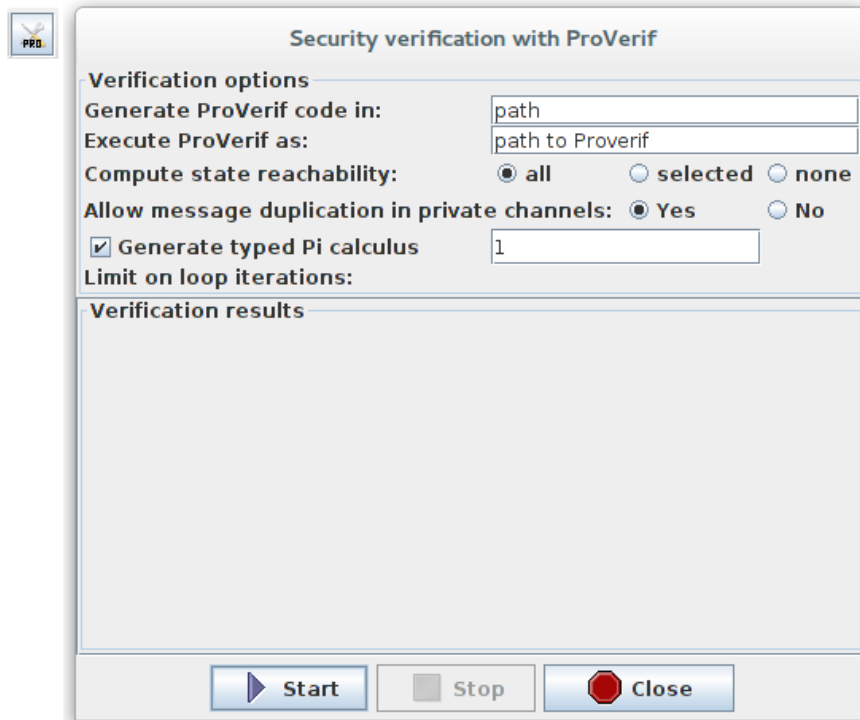 PRO
Security verification with ProVerif
Verification options
Generate ProVerif code in: path
Execute ProVerif as: path to Proverif
Compute state reachability: all selected none
Allow message duplication in private channels: Yes No
Generate typed Pi calculus 1
Limit on loop iterations:
Verification results
Start Stop Close